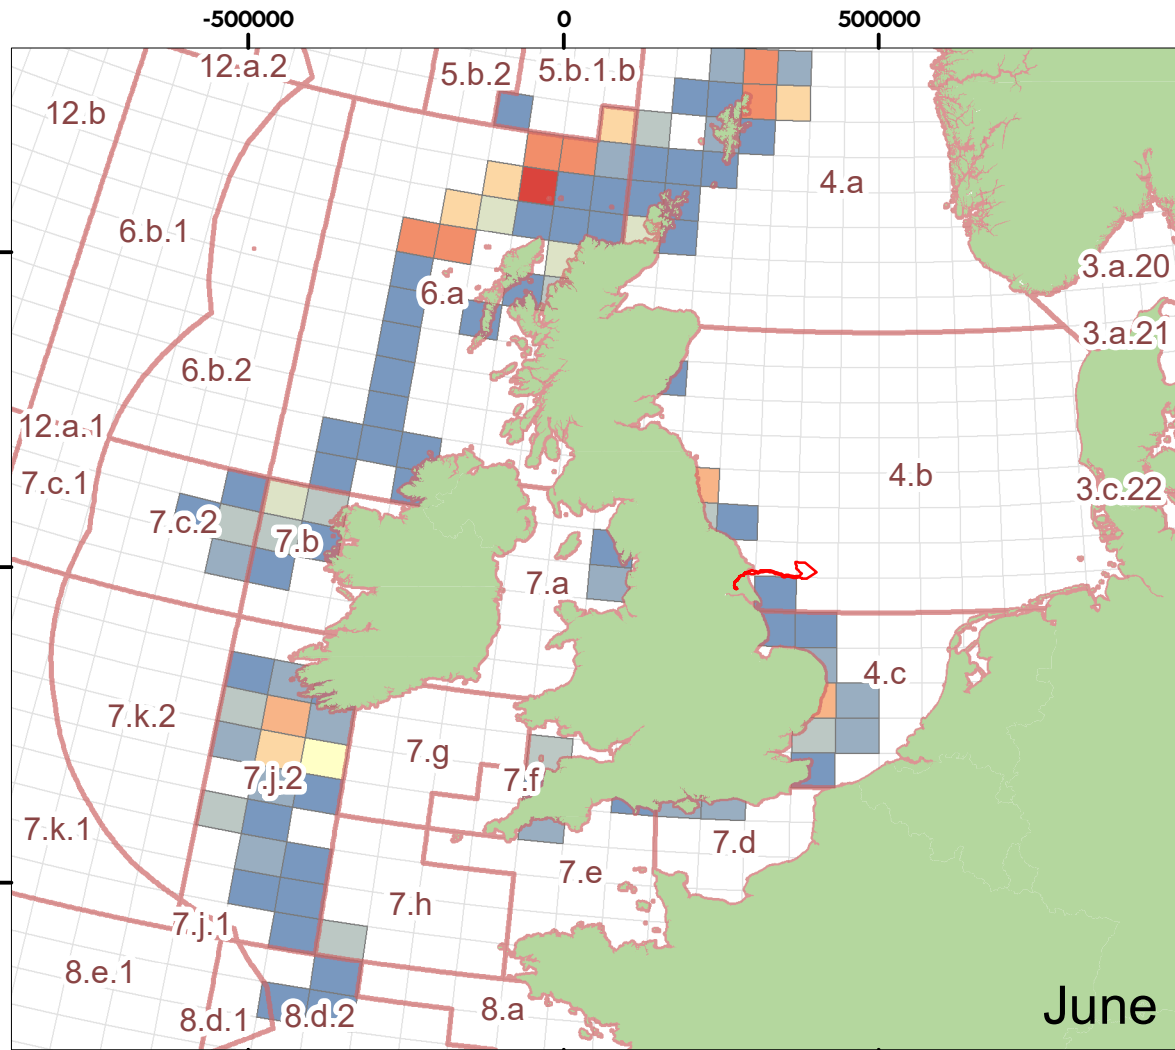 -500000 0 500000
12.a.2 5.b.2 5.b.1.b
12.b
4.a
6.b.1
3.a.20
6.a
3.a.21
6.b.2
12.a.1
7.c.1 4.b 3.c.22
7.c.2 7.b
7.a
4.c
7.k.2
7.g
7.j.2 7.f
7.k.1 7.d
7.e
7.h
7.j.1
8.e.1
8.d.1 8.d.2 8.a June